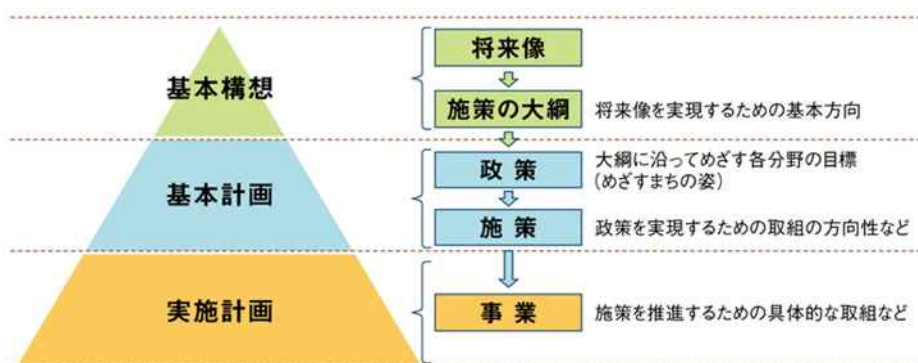 基本構想
将来像
施策の大綱
将来像を実現するための基本方向
基本計画
政 策
大綱に沿ってめざす各分野の目標
(めざすまちの姿)
施 策
政策を実現するための取組の方向性など
実施計画
事 業
施策を推進するための具体的な取組など